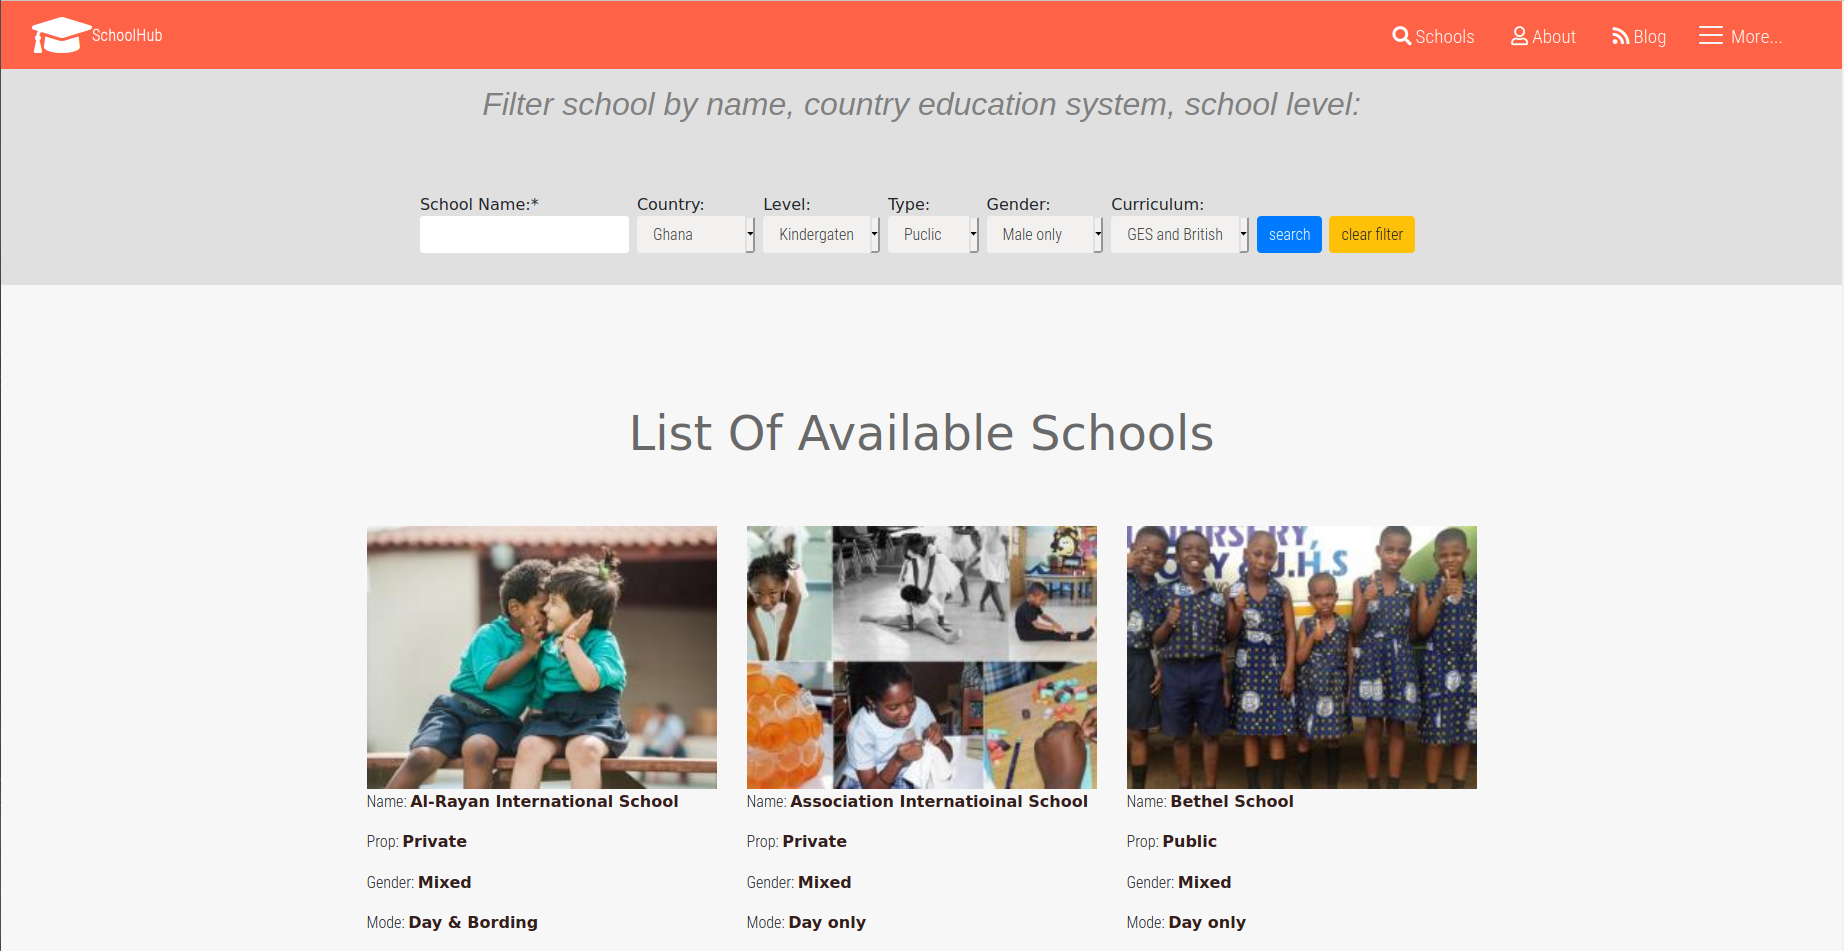 SchoolHub
Schools
About
Blog
More...
Filter school by name, country education system, school level:
School Name:*
Country:
Level:
Type:
Gender:
Curriculum:
Ghana
Kindergaten
Puclic
Male only
GES and British
search
clear filter
List Of Available Schools
NURSERY,
& J.H.S
Name: Al-Rayan International School
Name: Association Internatioinal School
Name: Bethel School
Prop: Private
Prop: Private
Prop: Public
Gender: Mixed
Gender: Mixed
Gender: Mixed
Mode: Day & Bording
Mode: Day only
Mode: Day only